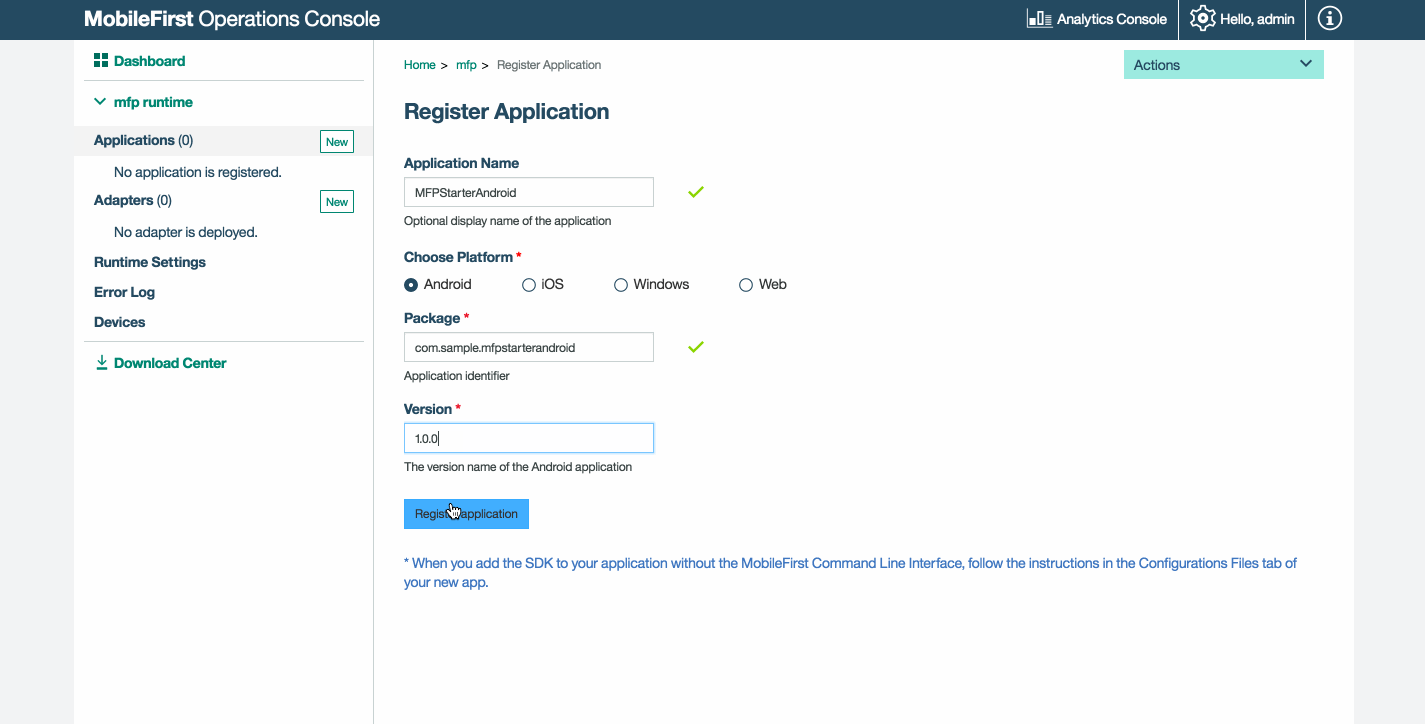 MobileFirst Operations Console
Analytics Console
Hello, admin
Dashboard
mfp runtime
Applications (0)
New
No application is registered.
Adapters (0)
New
No adapter is deployed.
Runtime Settings
Error Log
Devices
Download Center
Home > mfp > Register Application
Actions
Register Application
Application Name
MFPStarterAndroid
Optional display name of the application
Choose Platform *
Android iOS Windows Web
Package *
com.sample.mfpstarterandroid
Application identifier
Version *
1.0.0
The version name of the Android application
Register application
* When you add the SDK to your application without the MobileFirst Command Line Interface, follow the instructions in the Configurations Files tab of
your new app.